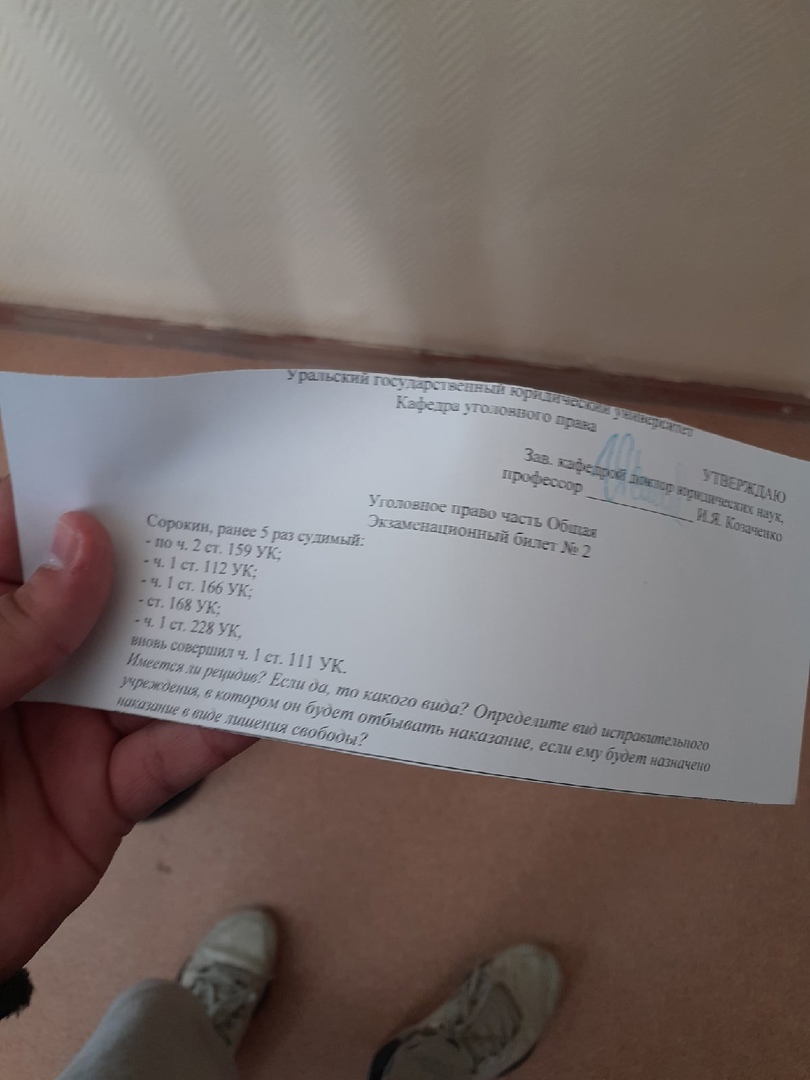 Уральский государственный юридический университет
Кафедра уголовного права
УТВЕРЖДАЮ
Зав. кафедрой доктор юридических наук,
профессор ____________ И.Я. Козаченко
Уголовное право часть Общая
Экзаменационный билет № 2
Сорокин, ранее 5 раз судимый:
- по ч. 2 ст. 159 УК;
- ч. 1 ст. 112 УК;
- ч. 1 ст. 166 УК;
- ст. 168 УК;
- ч. 1 ст. 228 УК,
вновь совершил ч. 1 ст. 111 УК.
Имеется ли рецидив? Если да, то какого вида? Определите вид исправительного
учреждения, в котором он будет отбывать наказание, если ему будет назначено
наказание в виде лишения свободы?